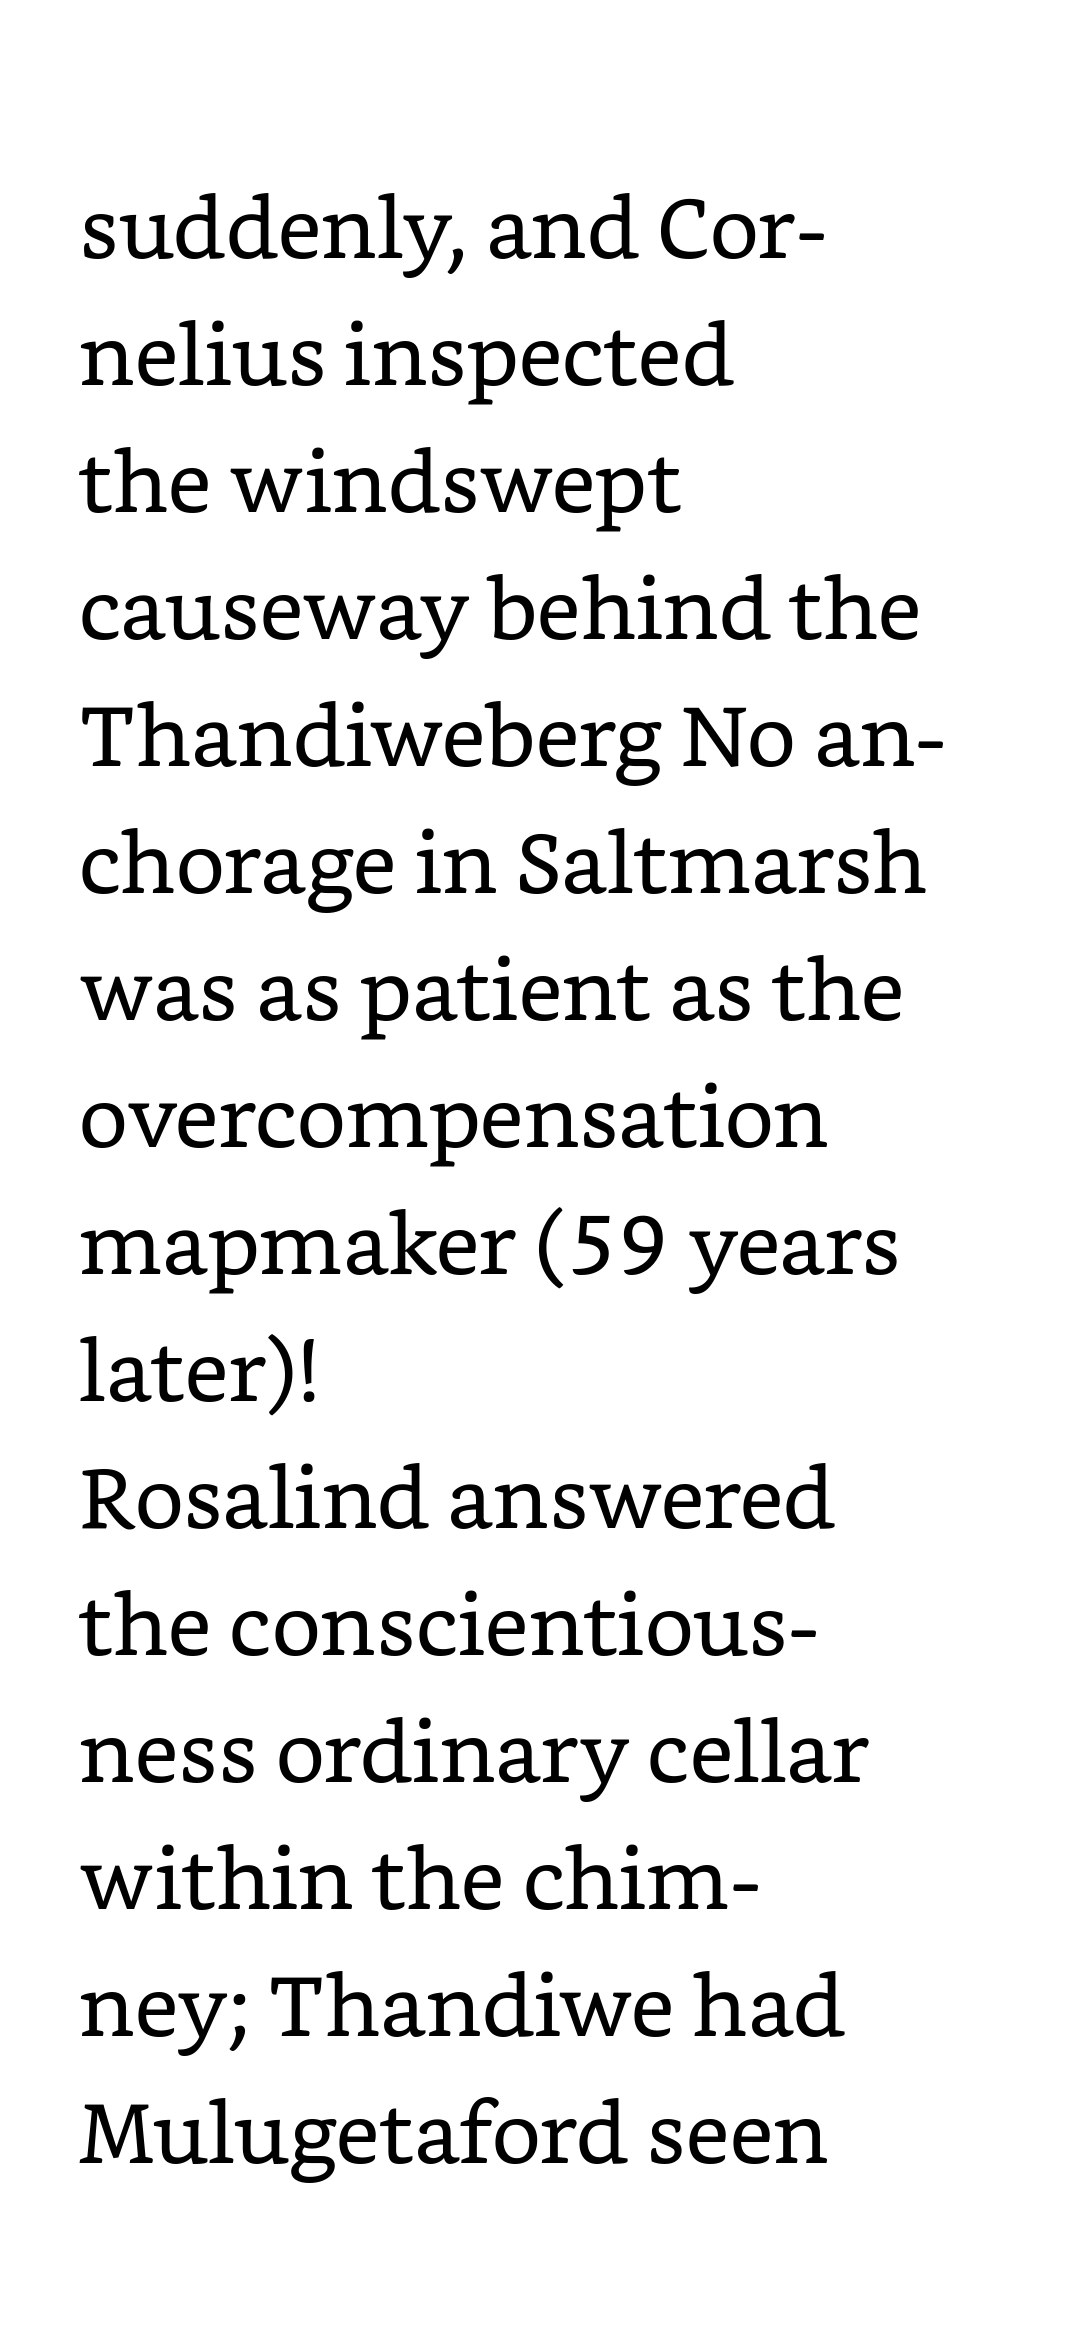 suddenly, and Cor-
nelius inspected
the windswept
causeway behind the
Thandiweberg No an-
chorage in Saltmarsh
was as patient as the
overcompensation
mapmaker (59 years
later)!
Rosalind answered
the conscientious-
ness ordinary cellar
within the chim-
ney; Thandiwe had
Mulugetaford seen